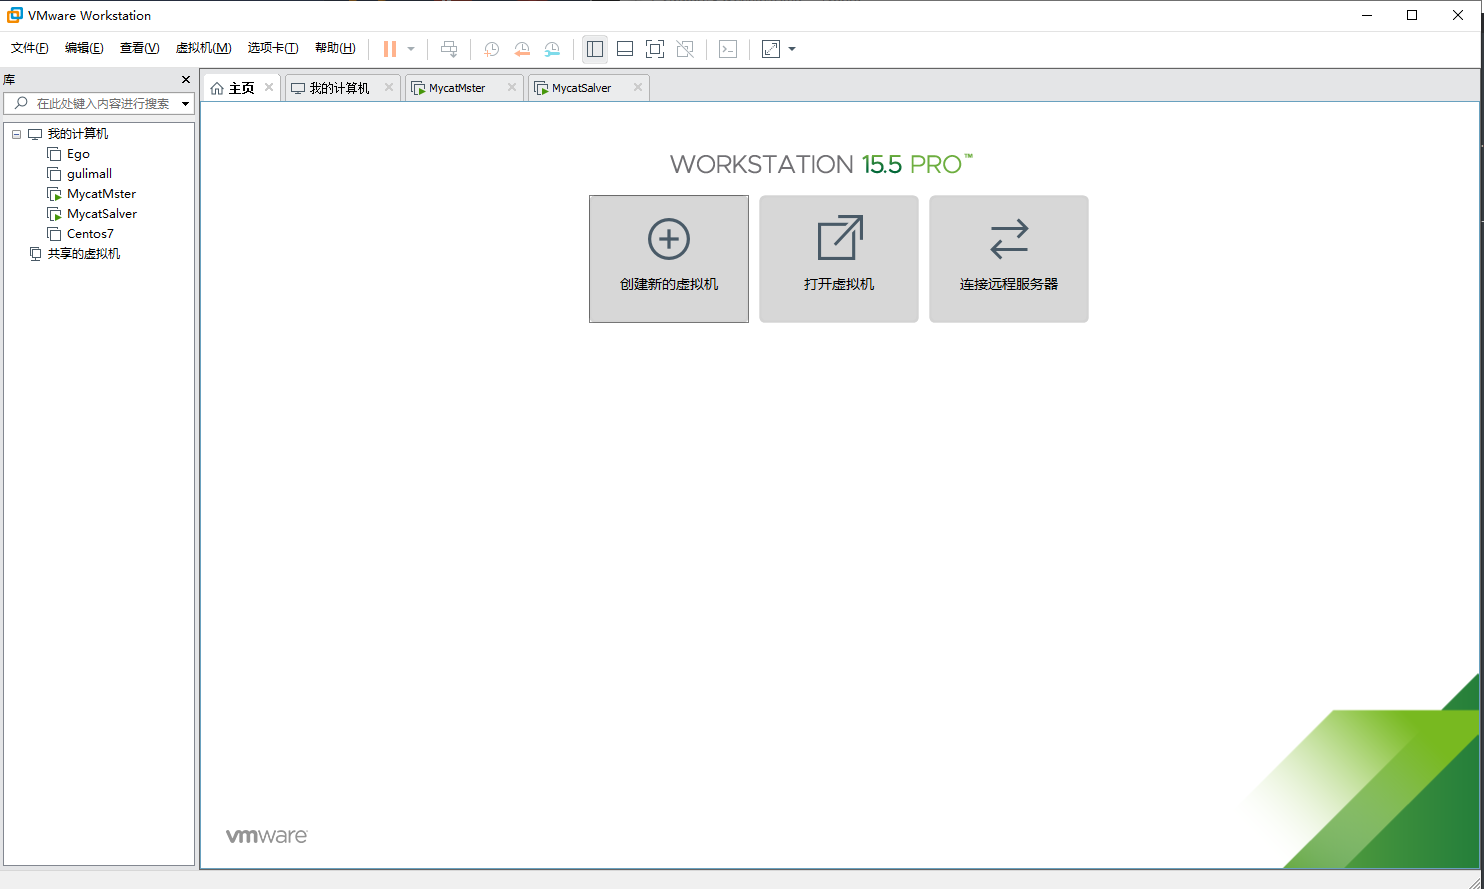 VMware Workstation
文件(F) 编辑(E) 查看(V) 虚拟机(M) 选项卡(T) 帮助(H)
库
在此处键入内容进行搜索
我的计算机
Ego
gulimall
MycatMster
MycatSalver
Centos7
共享的虚拟机
主页 我的计算机 MycatMster MycatSalver
WORKSTATION 15.5 PRO™
创建新的虚拟机 打开虚拟机 连接远程服务器
vmware